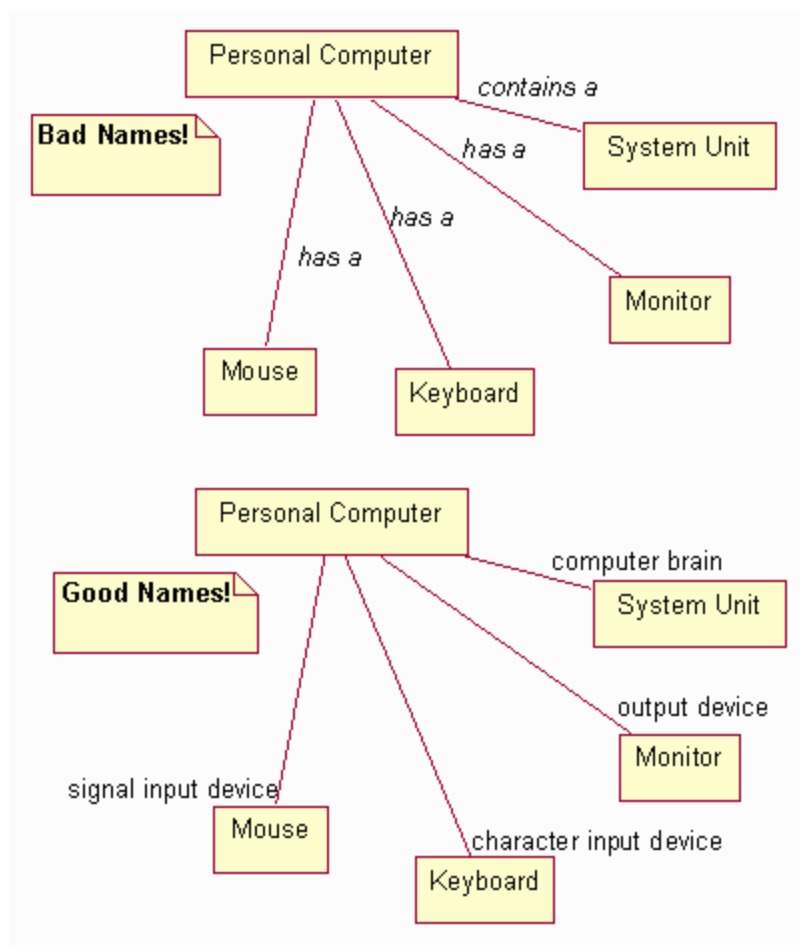 Personal Computer
contains a
Bad Names!
System Unit
has a
has a
has a
Monitor
Mouse
Keyboard
Personal Computer
computer brain
Good Names!
System Unit
output device
Monitor
signal input device
Mouse
character input device
Keyboard